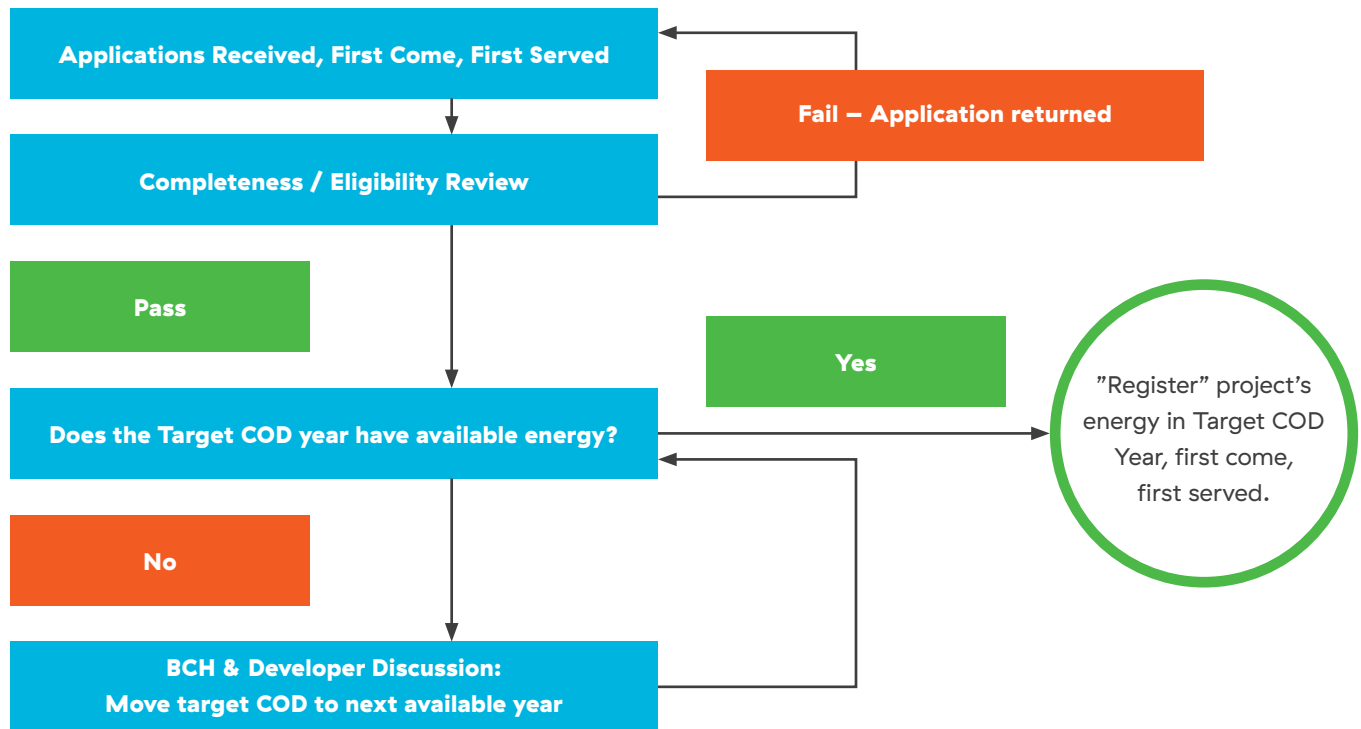 Applications Received, First Come, First Served
Fail – Application returned
Completeness / Eligibility Review
Pass
Yes
Does the Target COD year have available energy?
”Register” project’s
energy in Target COD
Year, first come,
first served.
No
BCH & Developer Discussion:
Move target COD to next available year